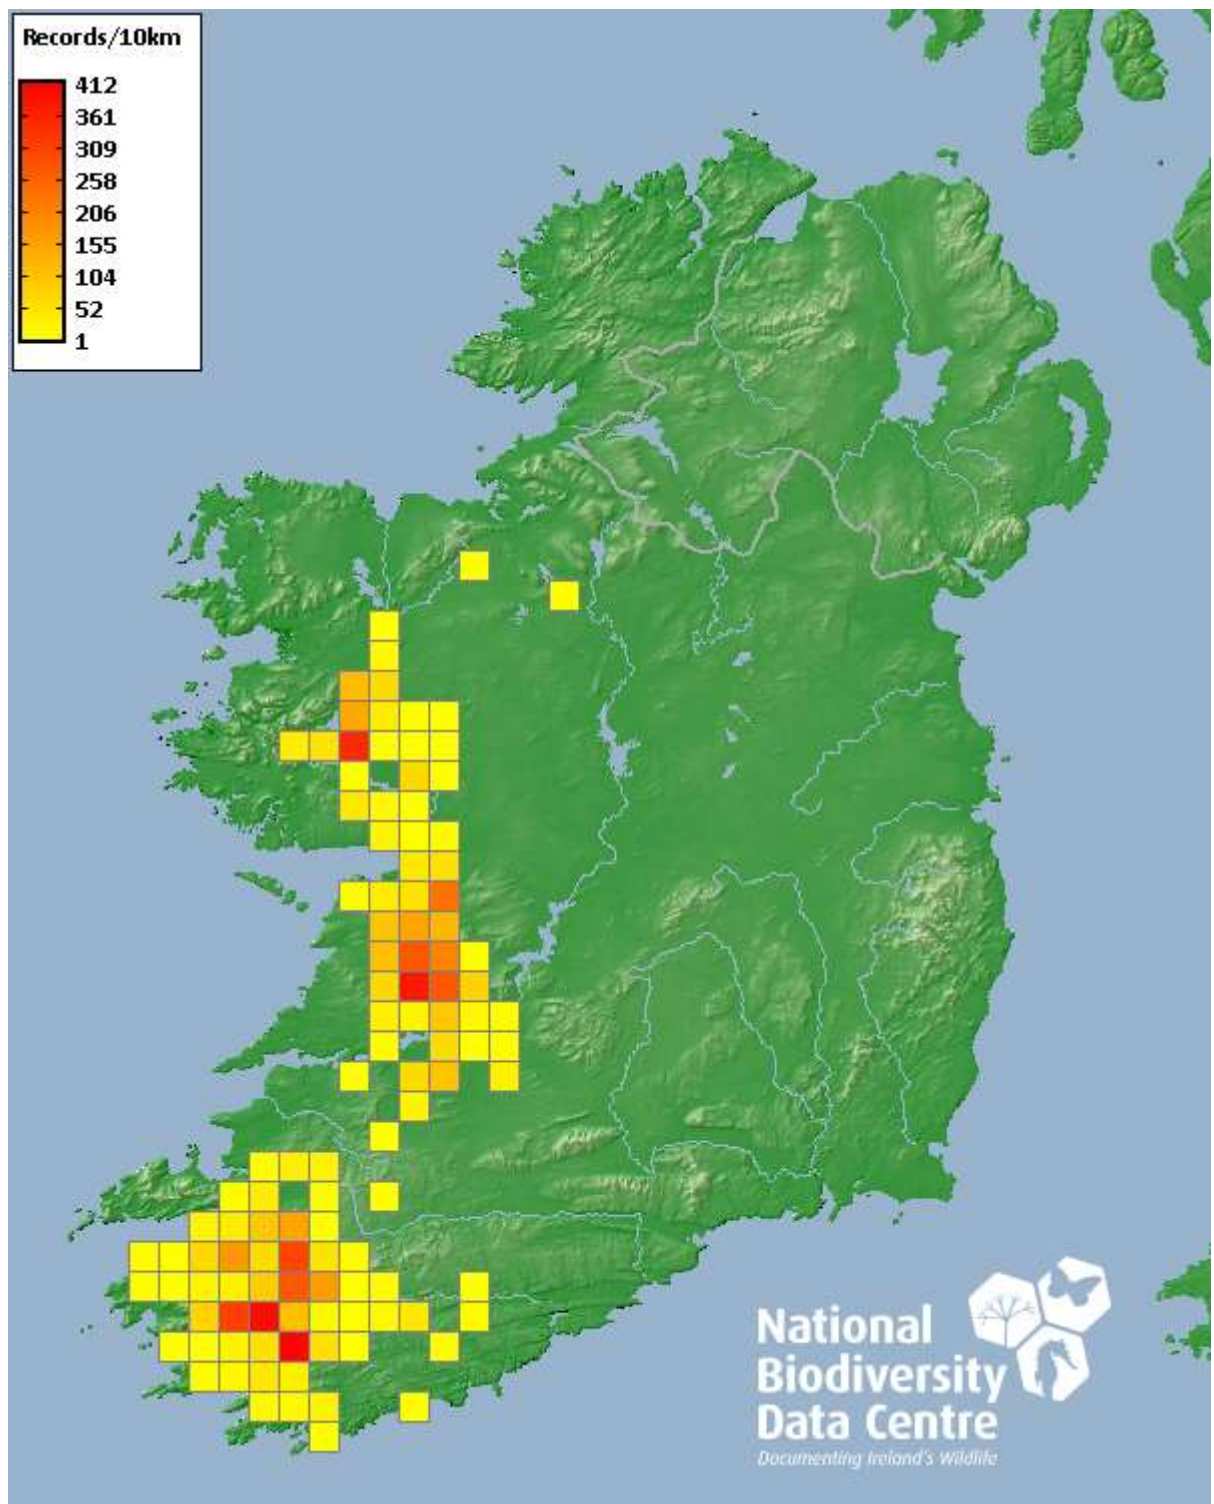 Records/10km
412
361
309
258
206
155
104
52
1
National
Biodiversity
Data Centre
Documenting Ireland's Wildlife